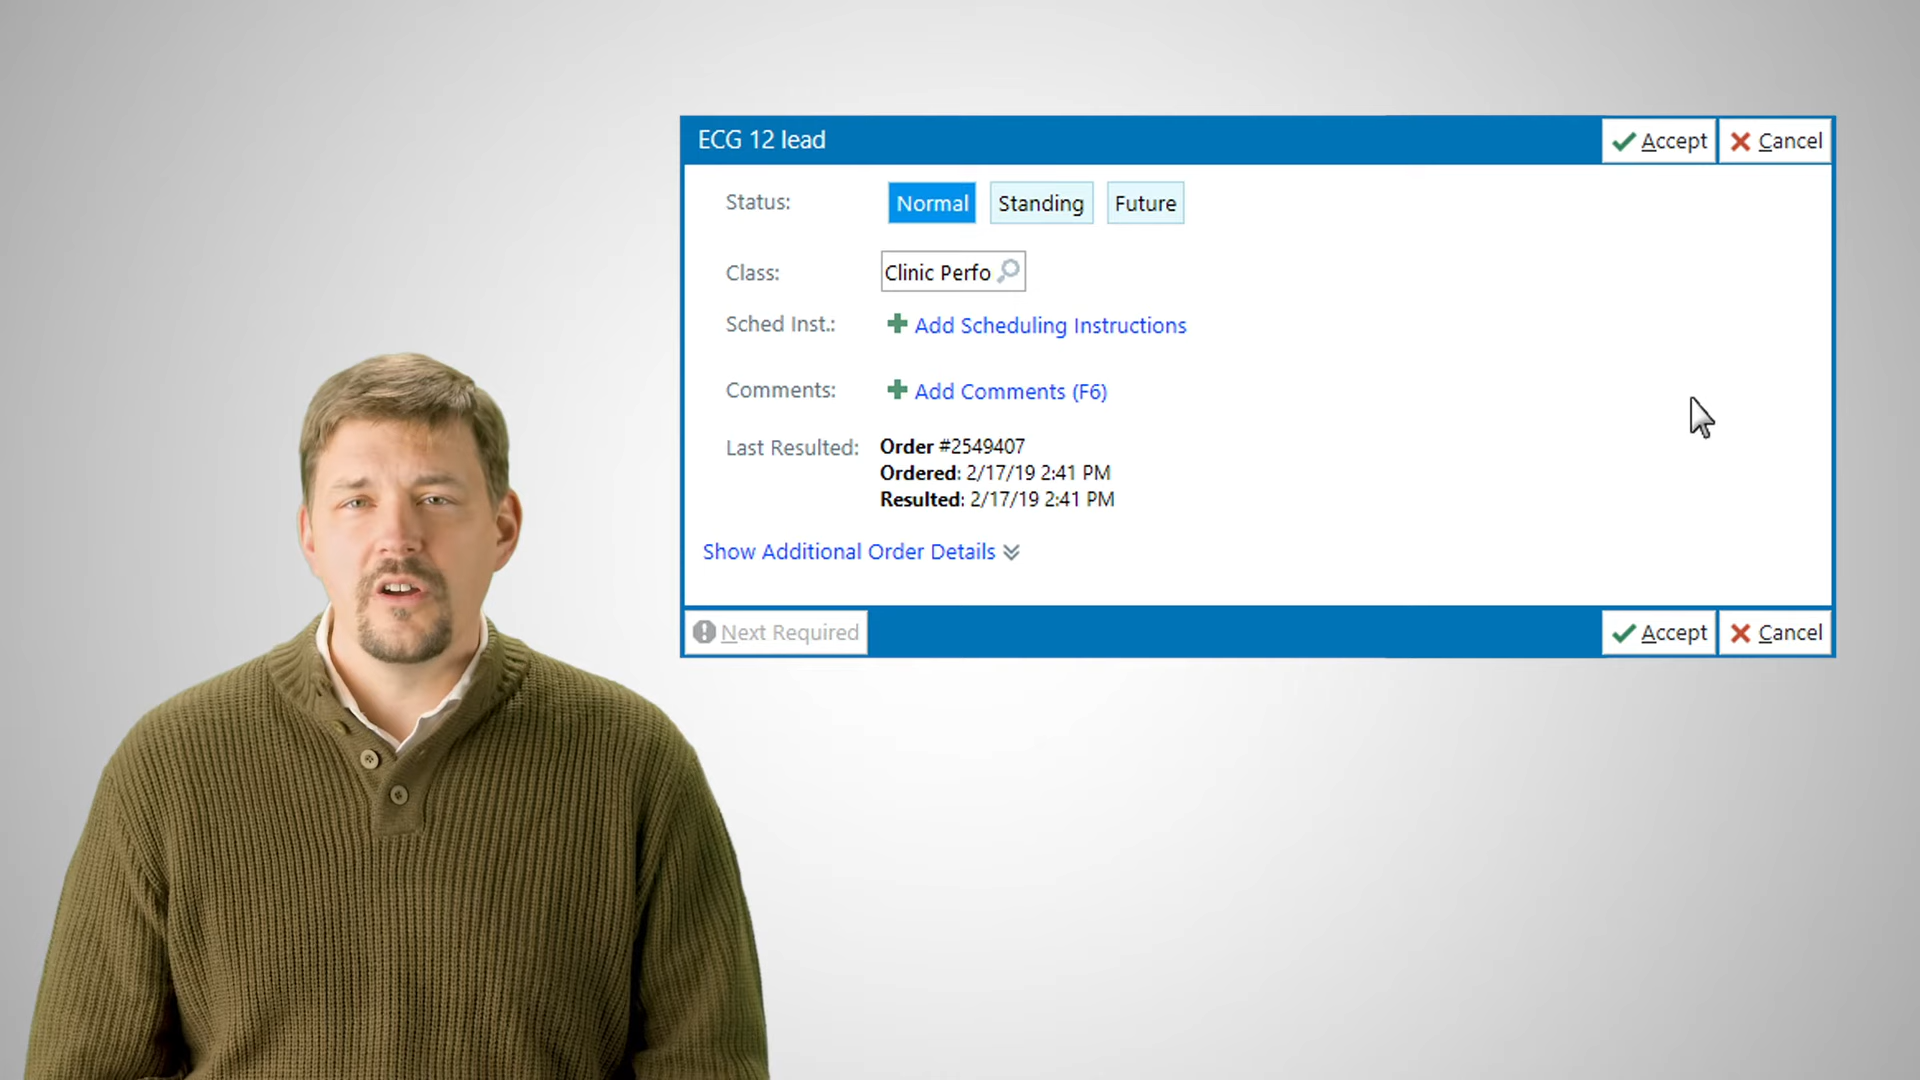 ECG 12 lead Accept Cancel
Status: Normal Standing Future
Class: Clinic Perfo
Sched Inst.: Add Scheduling Instructions
Comments: Add Comments (F6)
Last Resulted: Order #2549407
Ordered: 2/17/19 2:41 PM
Resulted: 2/17/19 2:41 PM
Show Additional Order Details
Next Required Accept Cancel